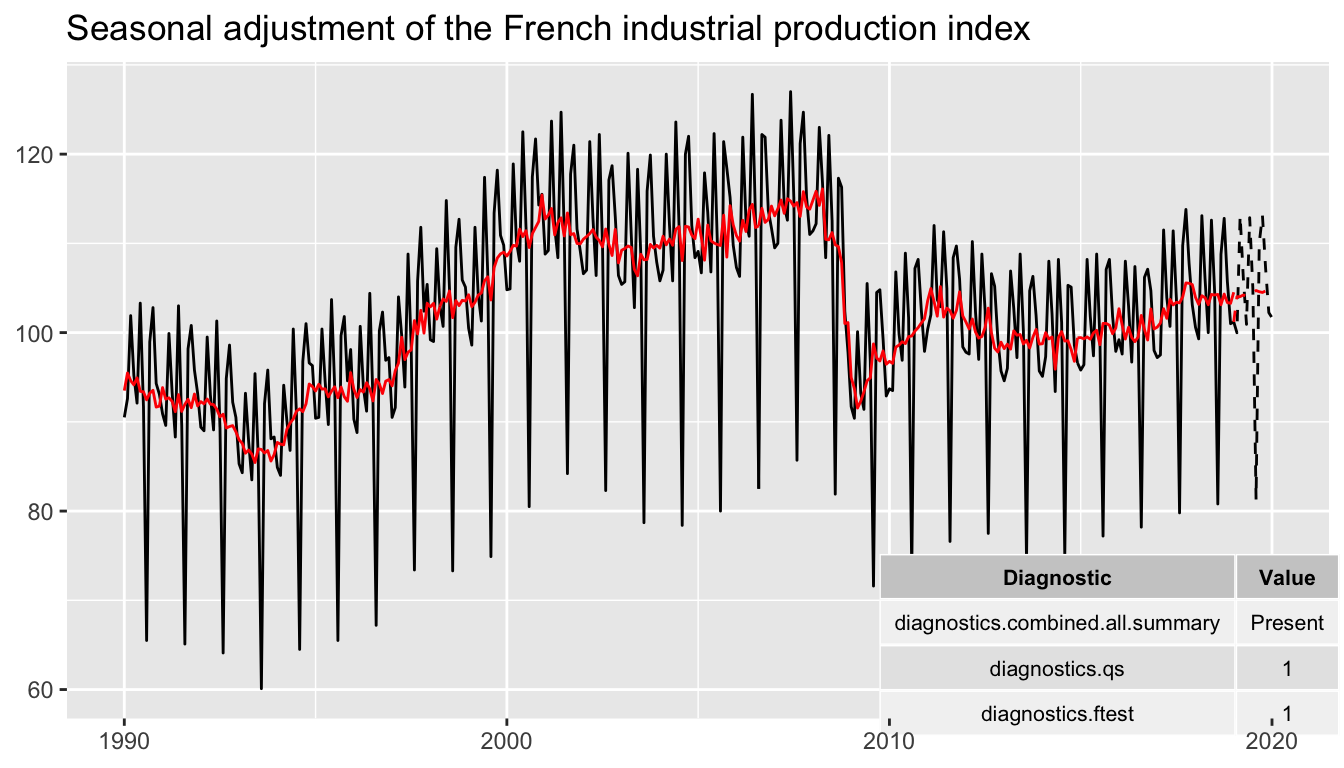 Seasonal adjustment of the French industrial production index
120
100
80
60
Diagnostic Value
diagnostics.combined.all.summary Present
diagnostics.qs 1
diagnostics.ftest 1
1990 2000 2010 2020